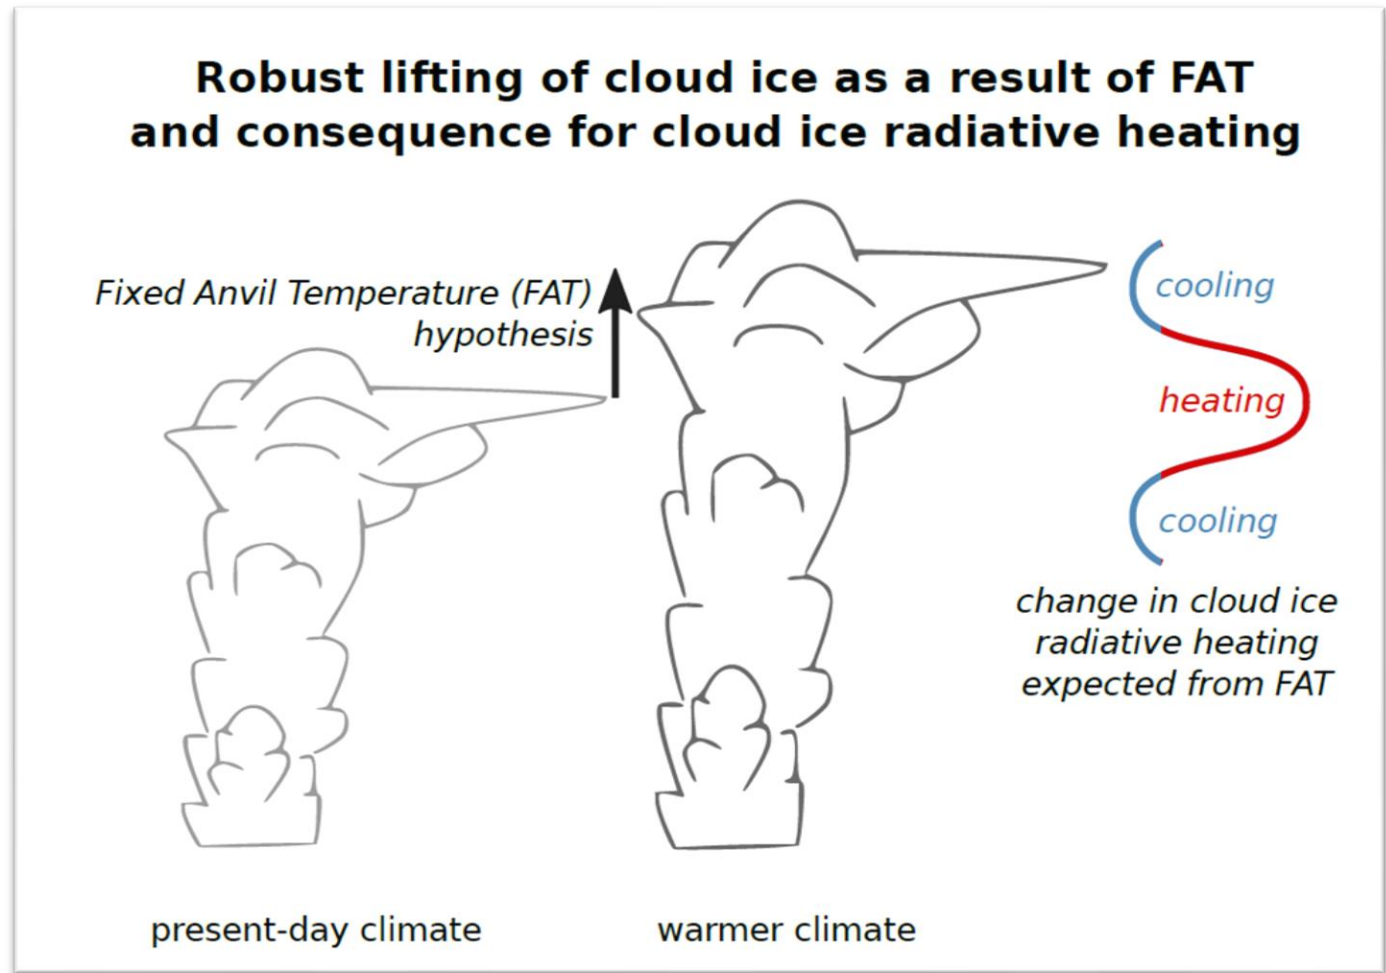 Robust lifting of cloud ice as a result of FAT
and consequence for cloud ice radiative heating
Fixed Anvil Temperature (FAT)
hypothesis
cooling
heating
cooling
change in cloud ice
radiative heating
expected from FAT
present-day climate
warmer climate